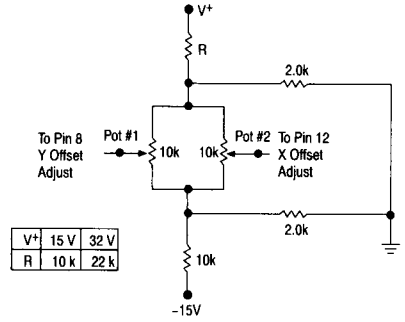 V+
R
2.0k
To Pin 8
Y Offset
Adjust
Pot #1
10k
10k
Pot #2
To Pin 12
X Offset
Adjust
2.0k
V+ 15 V 32 V
R 10 k 22 k
10k
–15V